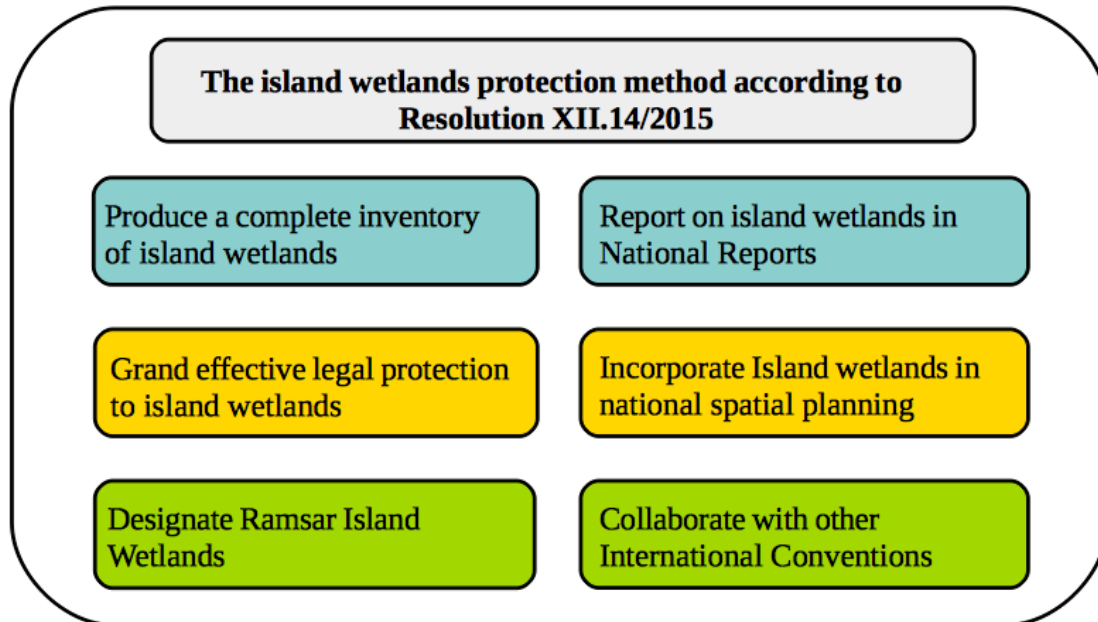 The island wetlands protection method according to
Resolution XII.14/2015
Produce a complete inventory
of island wetlands
Report on island wetlands in
National Reports
Grand effective legal protection
to island wetlands
Incorporate Island wetlands in
national spatial planning
Designate Ramsar Island
Wetlands
Collaborate with other
International Conventions